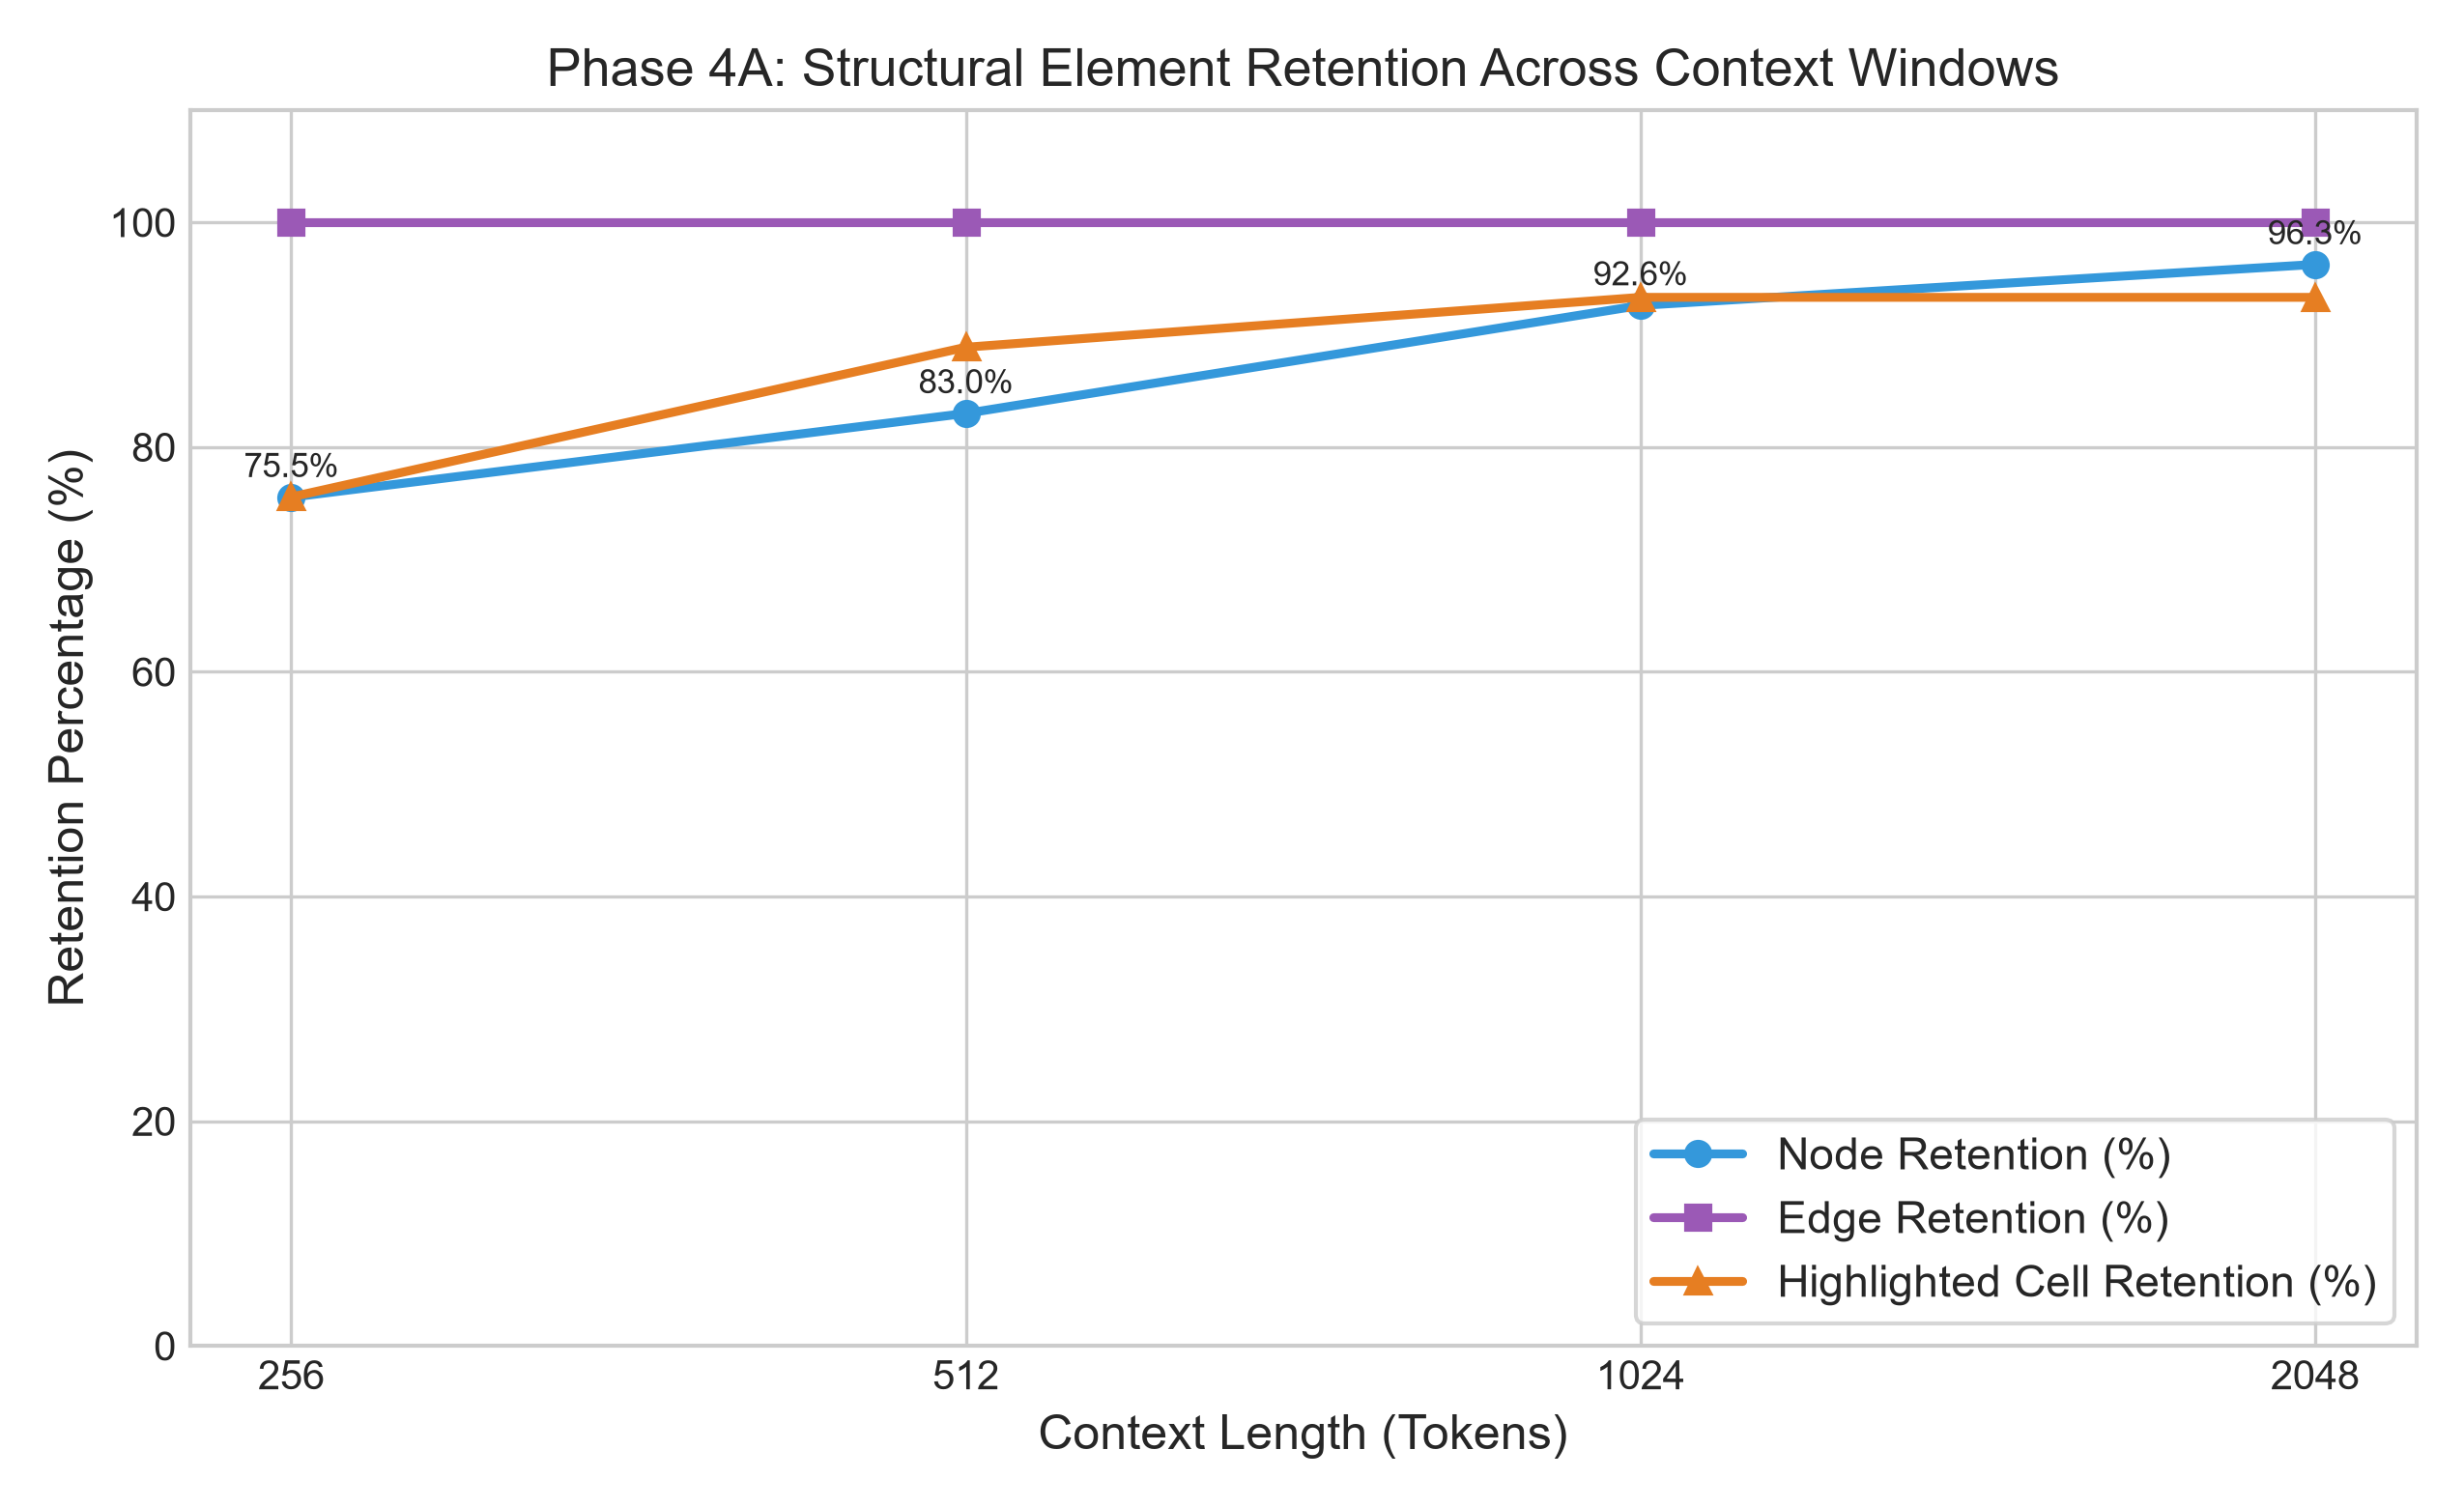 Phase 4A: Structural Element Retention Across Context Windows
Retention Percentage (%)
100
80
60
40
20
0
75.5%
83.0%
92.6%
96.3%
Node Retention (%)
Edge Retention (%)
Highlighted Cell Retention (%)
256
512
1024
2048
Context Length (Tokens)